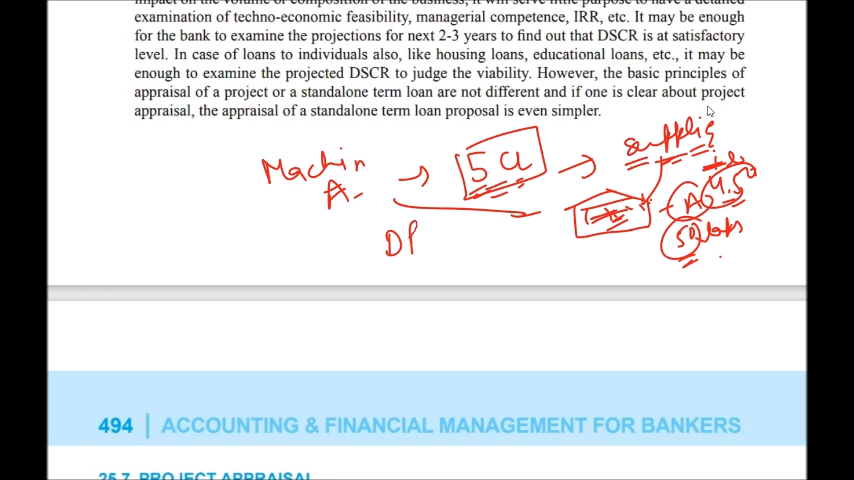 impact on the volume or composition of the business, it will serve little purpose to have a detailed
examination of techno-economic feasibility, managerial competence, IRR, etc. It may be enough
for the bank to examine the projections for next 2-3 years to find out that DSCR is at satisfactory
level. In case of loans to individuals also, like housing loans, educational loans, etc., it may be
enough to examine the projected DSCR to judge the viability. However, the basic principles of
appraisal of a project or a standalone term loan are not different and if one is clear about project
appraisal, the appraisal of a standalone term loan proposal is even simpler.
Machin → 5 → 
A -
4.5
50
494 | ACCOUNTING & FINANCIAL MANAGEMENT FOR BANKERS
25.7 PROJECT APPRAISAL